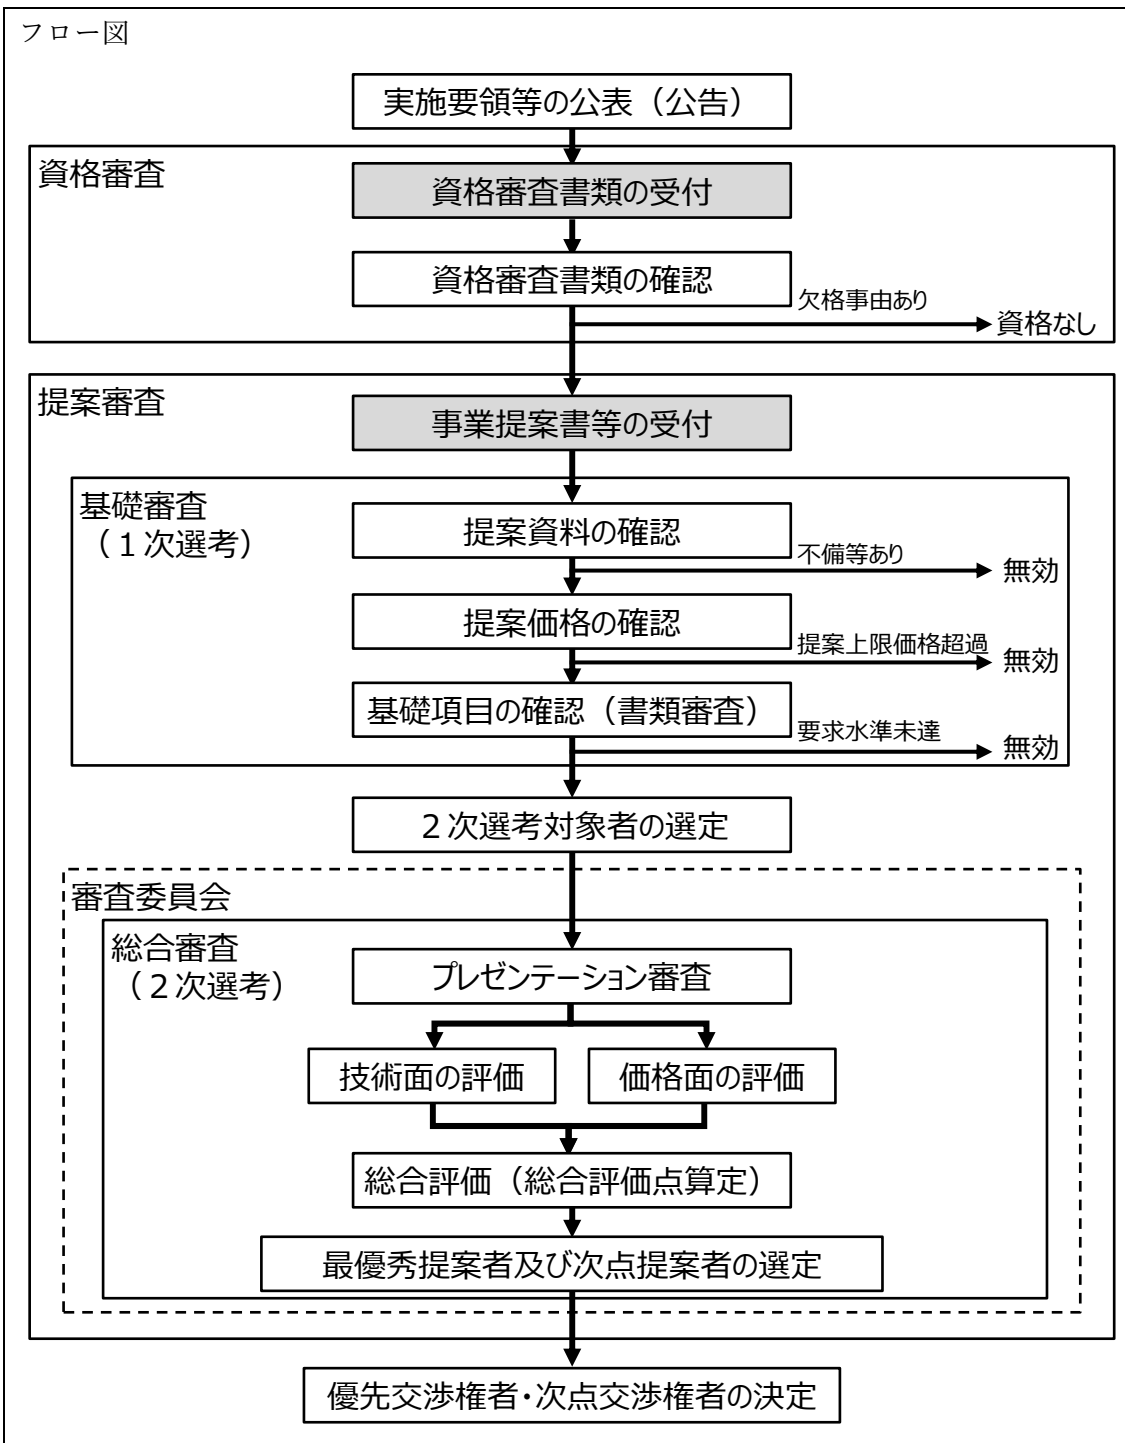 フロー図
実施要領等の公表（公告）
資格審査
資格審査書類の受付
資格審査書類の確認
欠格事由あり
資格なし
提案審査
事業提案書等の受付
基礎審査
（１次選考）
提案資料の確認
不備等あり
無効
提案価格の確認
提案上限価格超過
無効
基礎項目の確認（書類審査）
要求水準未達
無効
２次選考対象者の選定
審査委員会
総合審査
（２次選考）
プレゼンテーション審査
技術面の評価
価格面の評価
総合評価（総合評価点算定）
最優秀提案者及び次点提案者の選定
優先交渉権者・次点交渉権者の決定